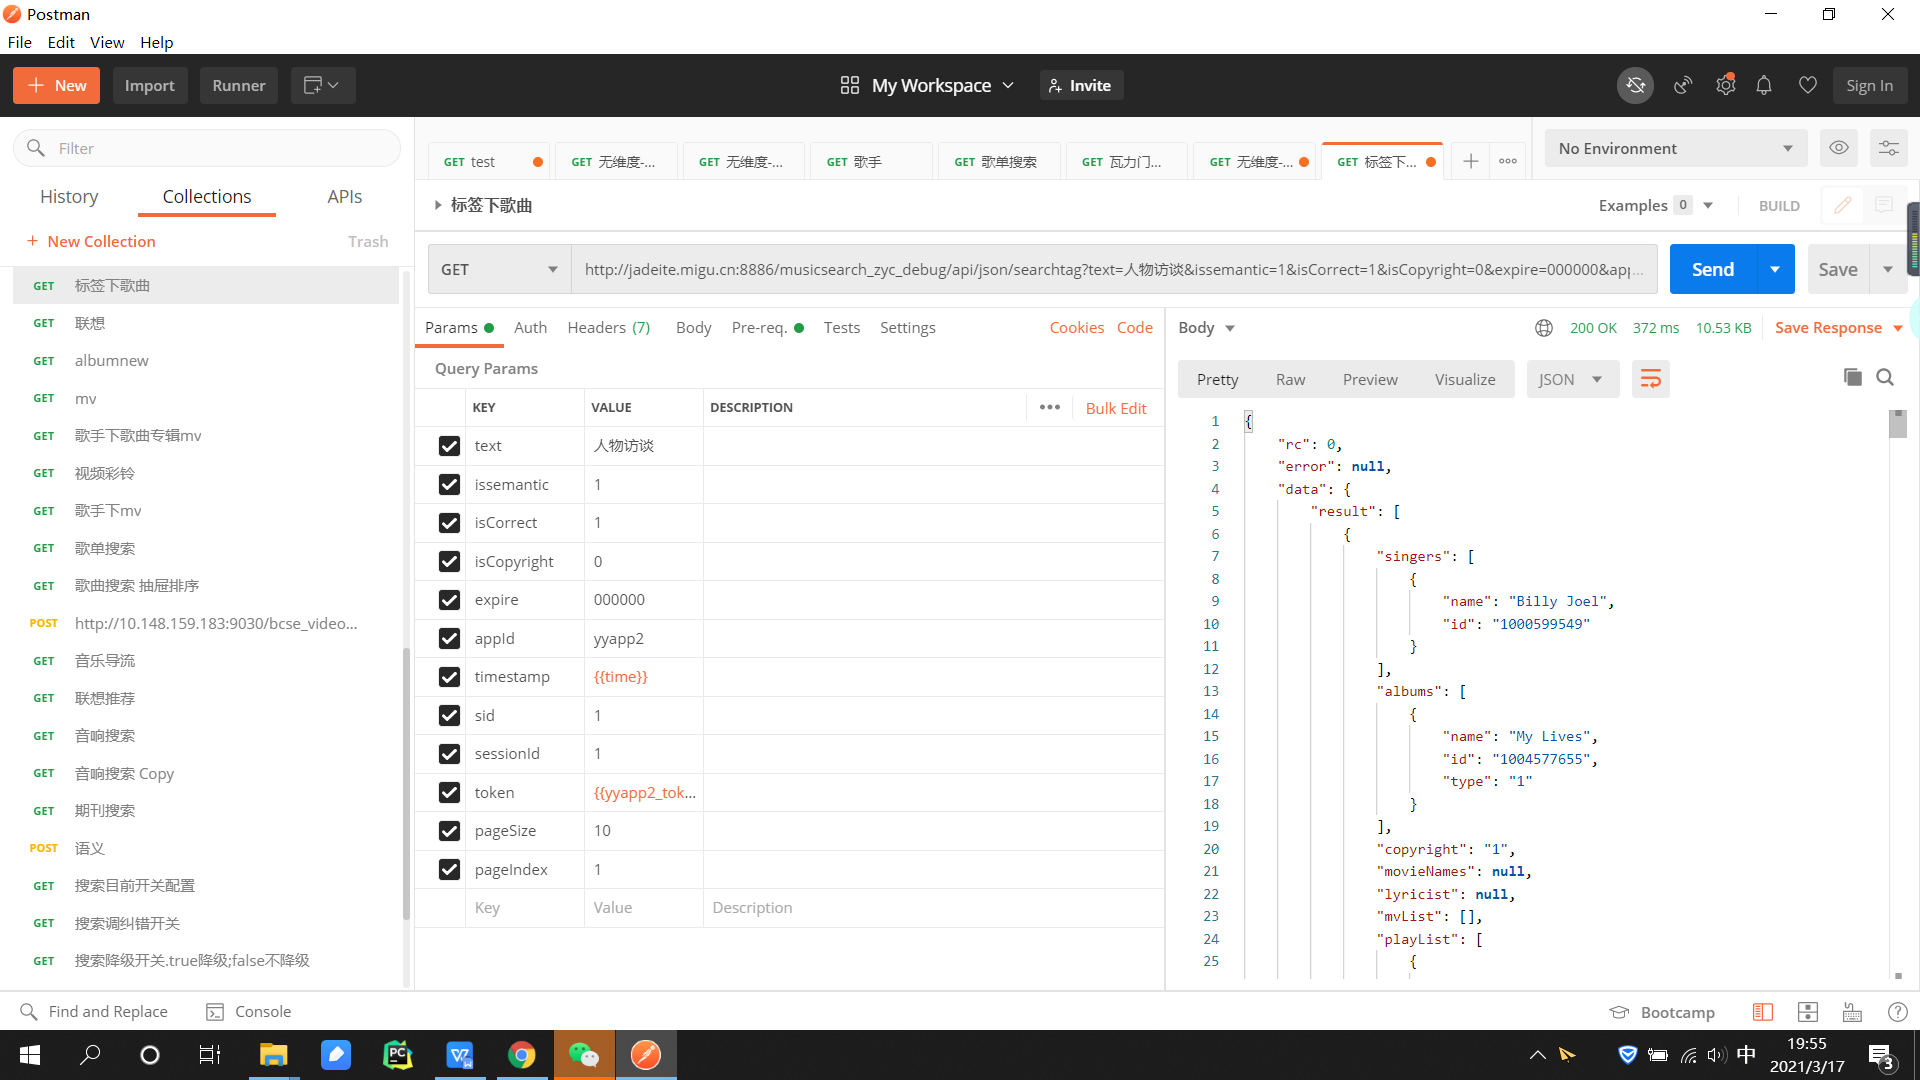 Postman
File Edit View Help
New Import Runner My Workspace Invite Sign In
Filter
History Collections APIs
New Collection Trash
GET 标签下歌曲
GET 联想
GET albumnew
GET mv
GET 歌手下歌曲专辑mv
GET 视频彩铃
GET 歌手下mv
GET 歌单搜索
GET 歌曲搜索 抽屉排序
POST http://10.148.159.183:9030/bcse_video...
GET 音乐导流
GET 联想推荐
GET 音响搜索
GET 音响搜索 Copy
GET 期刊搜索
POST 语义
GET 搜索目前开关配置
GET 搜索调纠错开关
GET 搜索降级开关.true降级;false不降级
GET test GET 无维度-... GET 无维度-... GET 歌手 GET 歌单搜索 GET 瓦力门... GET 无维度-... GET 标签下...
No Environment
标签下歌曲
Examples 0 BUILD
GET http://jadeite.migu.cn:8886/musicsearch_zyc_debug/api/json/searchtag?text=人物访谈&issemantic=1&isCorrect=1&isCopyright=0&expire=000000&app...
Send Save
Params Auth Headers (7) Body Pre-req. Tests Settings Cookies Code
Query Params
KEY VALUE DESCRIPTION Bulk Edit
text 人物访谈
issemantic 1
isCorrect 1
isCopyright 0
expire 000000
appId yyapp2
timestamp {{time}}
sid 1
sessionId 1
token {{yyapp2_tok...
pageSize 10
pageIndex 1
Key Value Description
Body 200 OK 372 ms 10.53 KB Save Response
Pretty Raw Preview Visualize JSON
1 {
2 "rc": 0,
3 "error": null,
4 "data": {
5 "result": [
6 {
7 "singers": [
8 {
9 "name": "Billy Joel",
10 "id": "1000599549"
11 }
12 ],
13 "albums": [
14 {
15 "name": "My Lives",
16 "id": "1004577655",
17 "type": "1"
18 }
19 ],
20 "copyright": "1",
21 "movieNames": null,
22 "lyricist": null,
23 "mvList": [],
24 "playList": [
25 {
Find and Replace Console Bootcamp
中
19:55
2021/3/17
3